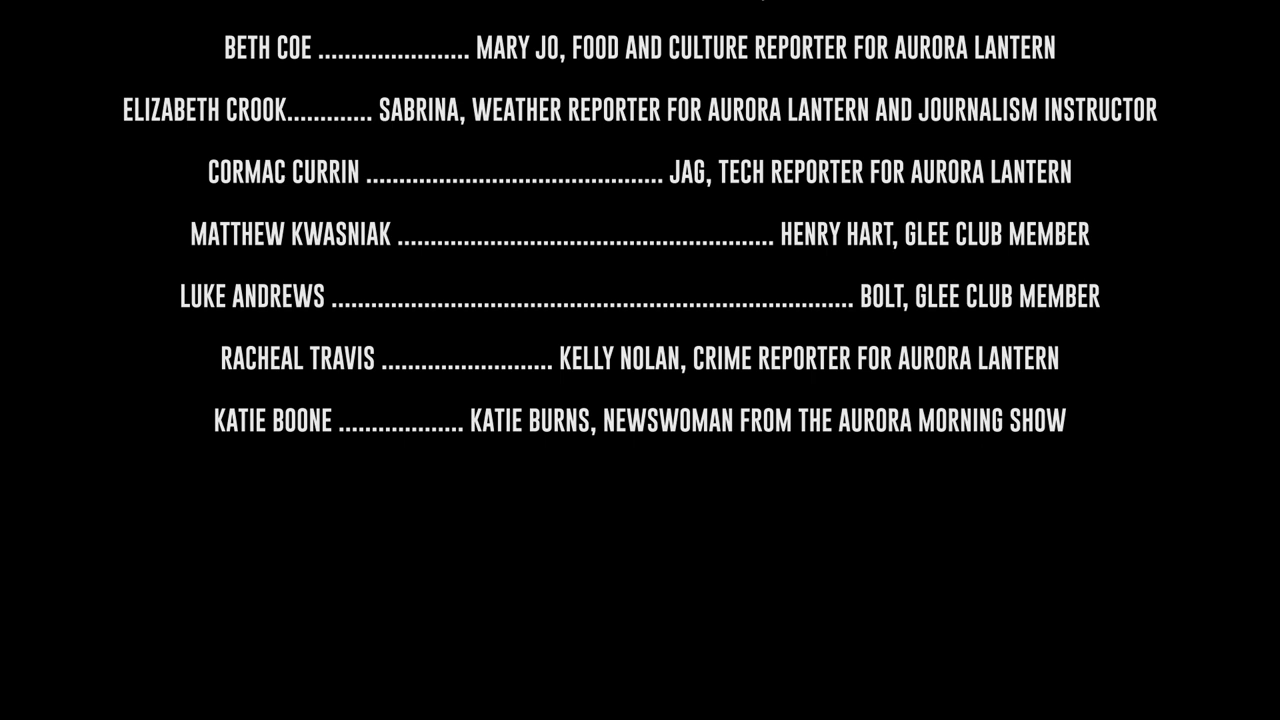 BETH COE ....................... MARY JO, FOOD AND CULTURE REPORTER FOR AURORA LANTERN
ELIZABETH CROOK............. SABRINA, WEATHER REPORTER FOR AURORA LANTERN AND JOURNALISM INSTRUCTOR
CORMAC CURRIN ............................................. JAG, TECH REPORTER FOR AURORA LANTERN
MATTHEW KWASNIAK ......................................................... HENRY HART, GLEE CLUB MEMBER
LUKE ANDREWS ............................................................................... BOLT, GLEE CLUB MEMBER
RACHEAL TRAVIS .......................... KELLY NOLAN, CRIME REPORTER FOR AURORA LANTERN
KATIE BOONE ................... KATIE BURNS, NEWSWOMAN FROM THE AURORA MORNING SHOW